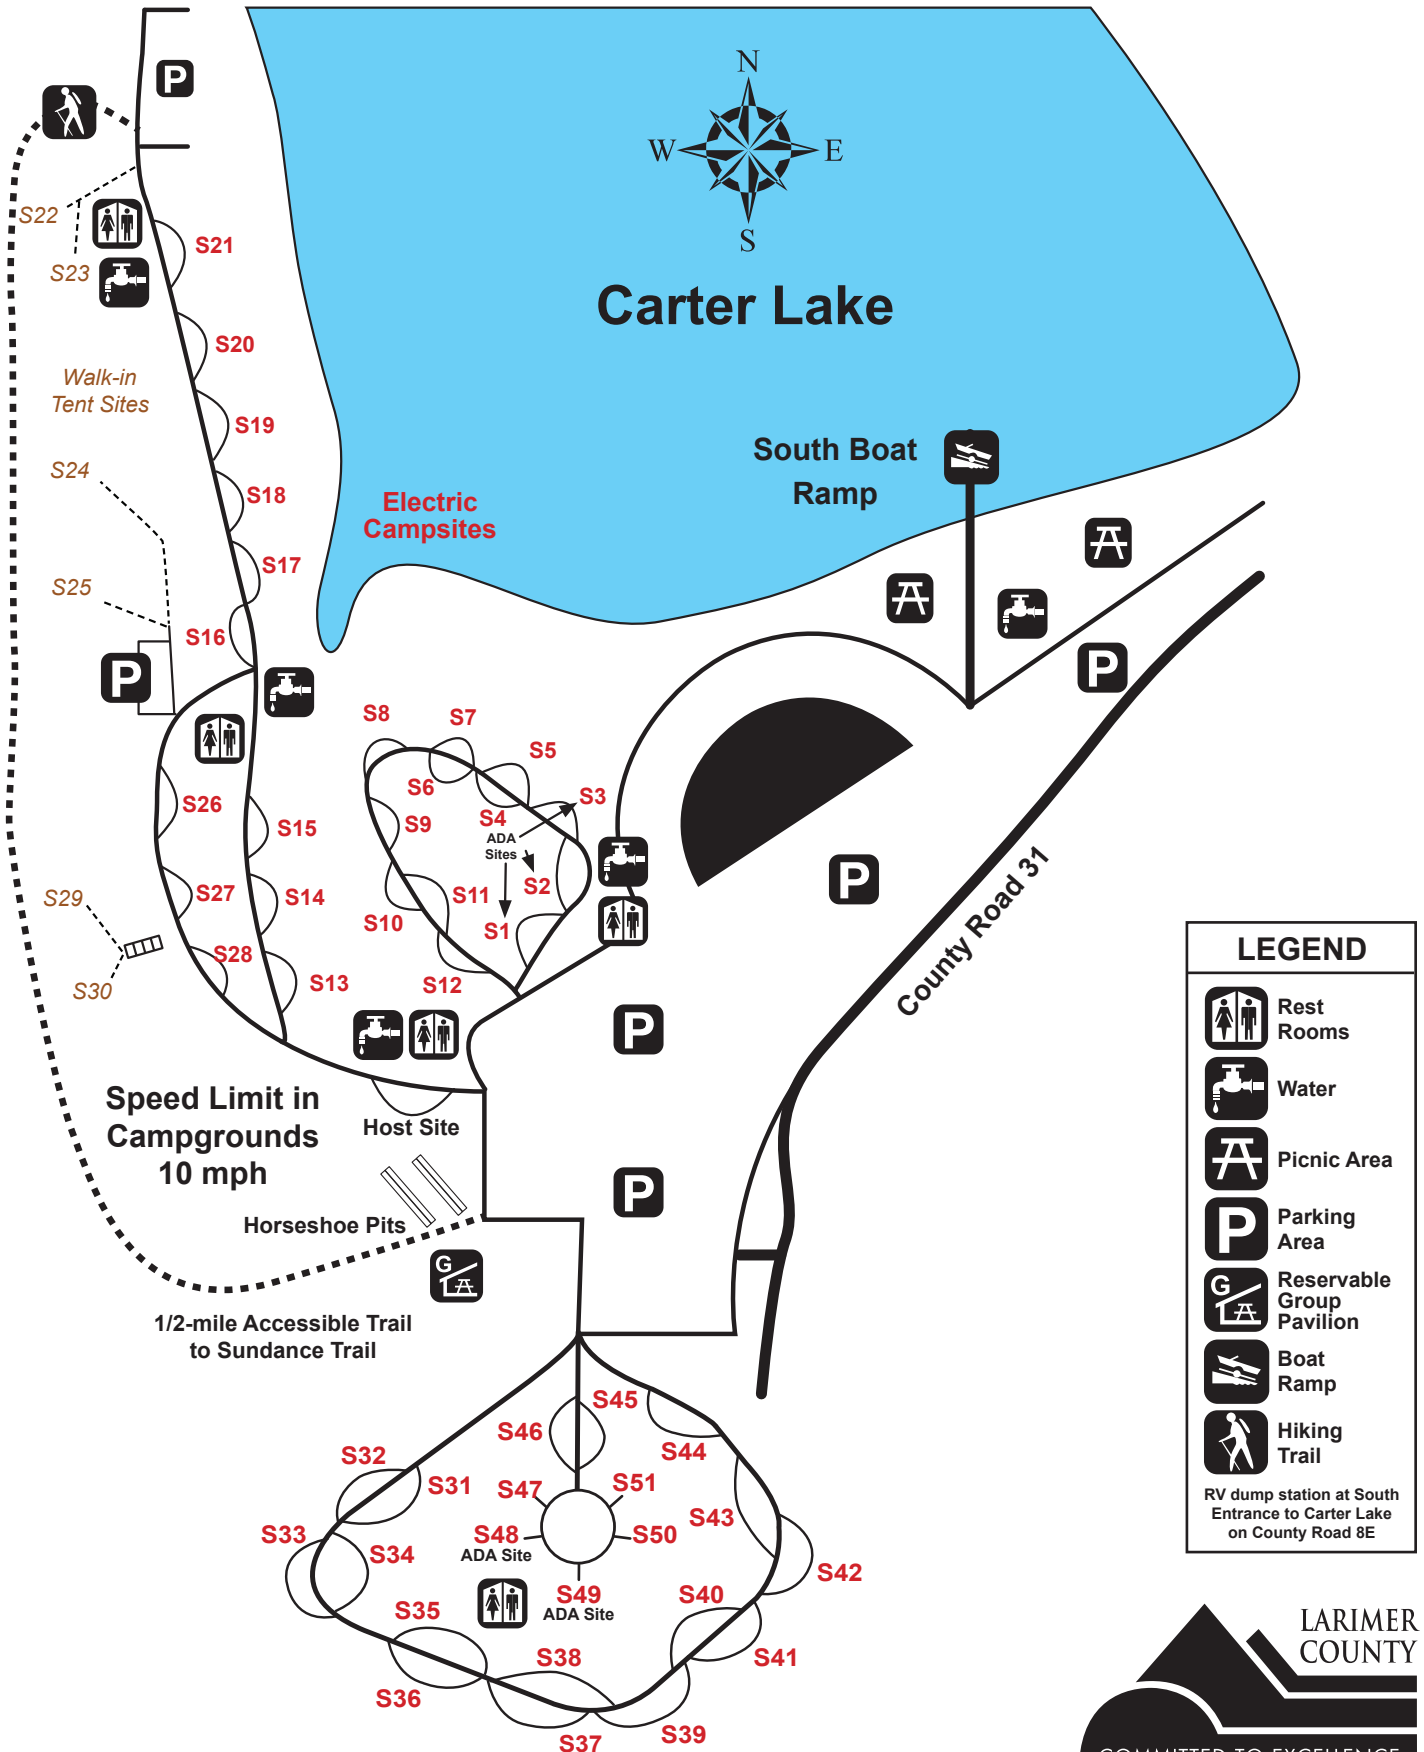 N
W
E
S
Carter Lake
P
S22
S23
S21
S20
Walk-in
Tent Sites
S19
S24
S18
Electric
Campsites
South Boat
Ramp
S17
S25
S16
P
P
S8
S7
S5
S6
S3
S4
ADA
Sites
S26
S15
S9
S2
S11
S27
S14
S10
S1
P
S29
S28
S30
S13
S12
County Road 31
P
Speed Limit in
Campgrounds
10 mph
Host Site
P
Horseshoe Pits
G
1/2-mile Accessible Trail
to Sundance Trail
S45
S46
S44
S32
S31
S47
S51
S43
S33
S34
S48
ADA Site
S50
S42
S49
ADA Site
S40
S35
S41
S38
S36
S39
S37
LEGEND
Rest
Rooms
Water
Picnic Area
P
Parking
Area
G
Reservable
Group
Pavilion
Boat
Ramp
Hiking
Trail
RV dump station at South
Entrance to Carter Lake
on County Road 8E
LARIMER
COUNTY
COMMITTED TO EXCELLENCE